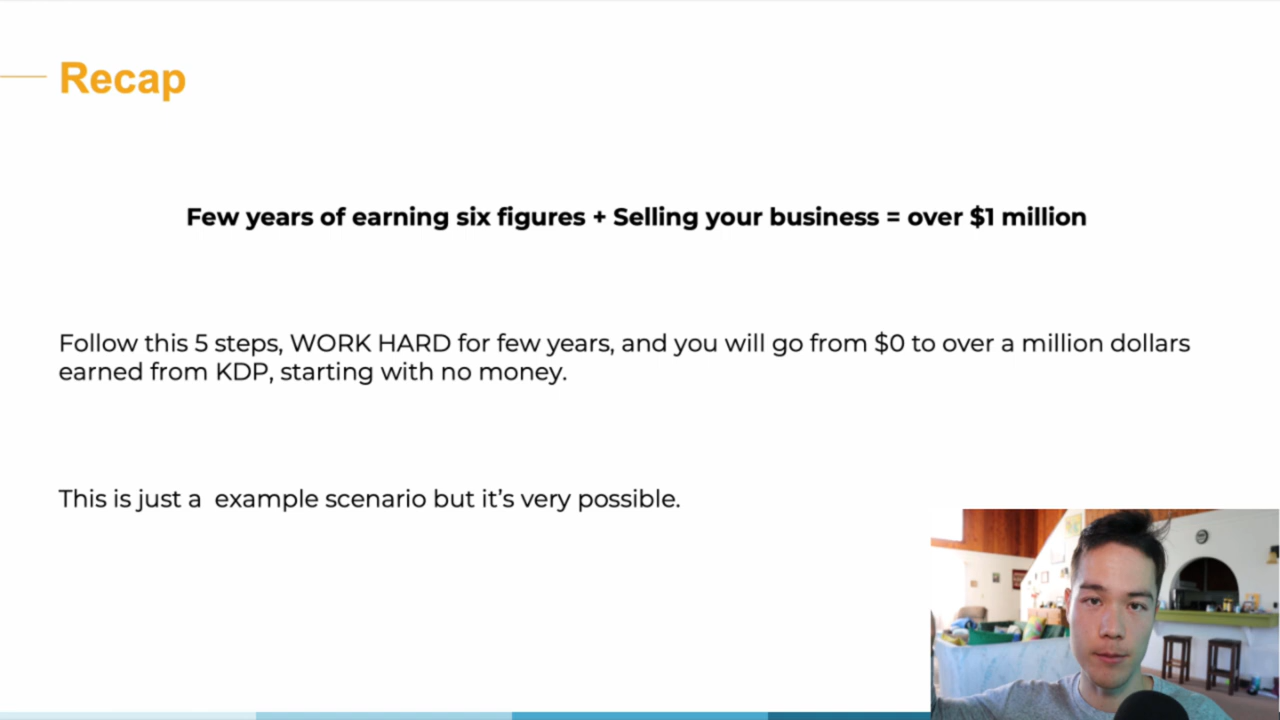 Recap
Few years of earning six figures + Selling your business = over $1 million
Follow this 5 steps, WORK HARD for few years, and you will go from $0 to over a million dollars
earned from KDP, starting with no money.
This is just a  example scenario but it’s very possible.